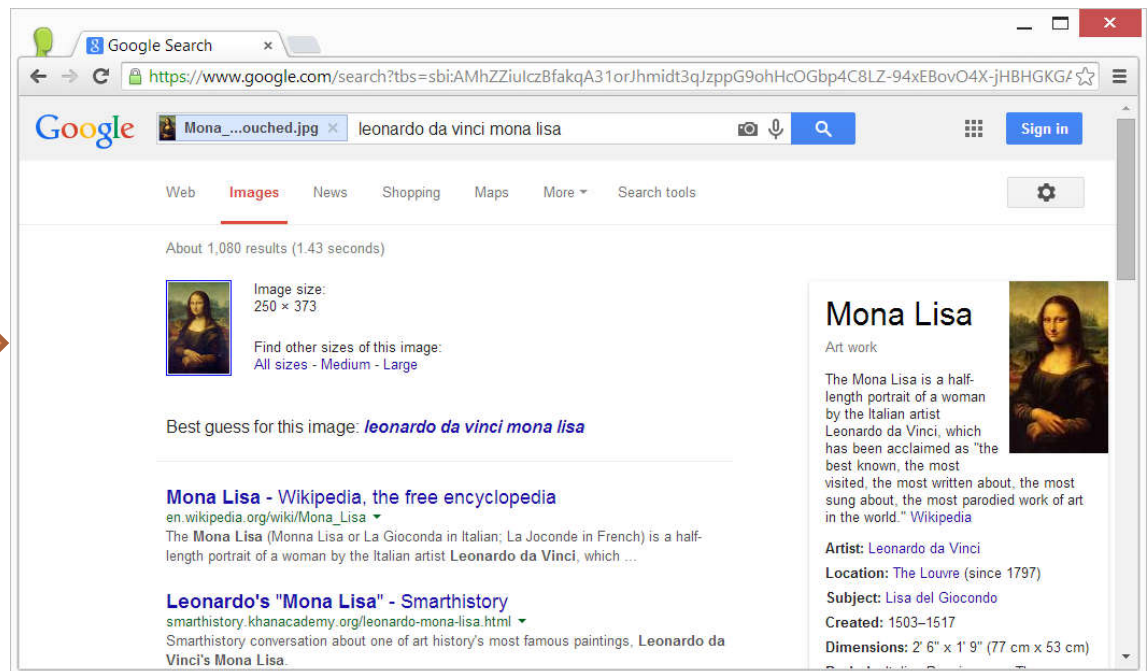 Google Search
https://www.google.com/search?tbs=sbi:AMhZZiuIczBfakqA31orJhmidt3qJzppG9ohHcOGbp4C8LZ-94xEBovO4X-jHBHGKGA
Google
Mona_...ouched.jpg
leonardo da vinci mona lisa
Sign in
Web Images News Shopping Maps More Search tools
About 1,080 results (1.43 seconds)
Image size:
250 × 373
Find other sizes of this image:
All sizes - Medium - Large
Best guess for this image: leonardo da vinci mona lisa
Mona Lisa - Wikipedia, the free encyclopedia
en.wikipedia.org/wiki/Mona_Lisa
The Mona Lisa (Monna Lisa or La Gioconda in Italian; La Joconde in French) is a half-
length portrait of a woman by the Italian artist Leonardo da Vinci, which ...
Leonardo's "Mona Lisa" - Smarthistory
smarthistory.khanacademy.org/leonardo-mona-lisa.html
Smarthistory conversation about one of art history's most famous paintings, Leonardo da
Vinci's Mona Lisa.
Mona Lisa
Art work
The Mona Lisa is a half-
length portrait of a woman
by the Italian artist
Leonardo da Vinci, which
has been acclaimed as "the
best known, the most
visited, the most written about, the most
sung about, the most parodied work of art
in the world." Wikipedia
Artist: Leonardo da Vinci
Location: The Louvre (since 1797)
Subject: Lisa del Giocondo
Created: 1503–1517
Dimensions: 2' 6" x 1' 9" (77 cm x 53 cm)